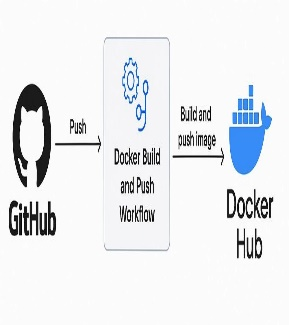 GitHub
Push
Docker Build
and Push
Workflow
Build and
push image
Docker
Hub